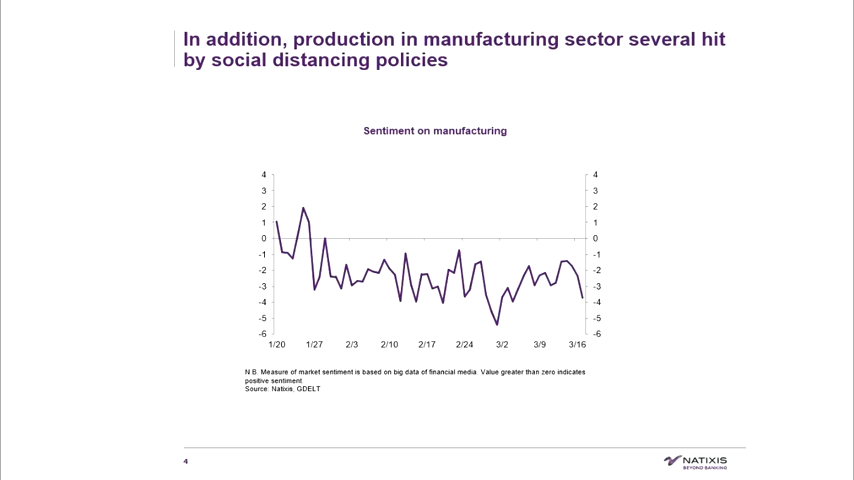 In addition, production in manufacturing sector several hit
by social distancing policies
Sentiment on manufacturing
4 4
3 3
2 2
1 1
0 0
-1 -1
-2 -2
-3 -3
-4 -4
-5 -5
-6 -6
1/20 1/27 2/3 2/10 2/17 2/24 3/2 3/9 3/16
N.B. Measure of market sentiment is based on big data of financial media. Value greater than zero indicates
positive sentiment
Source: Natixis, GDELT
4
NATIXIS
BEYOND BANKING